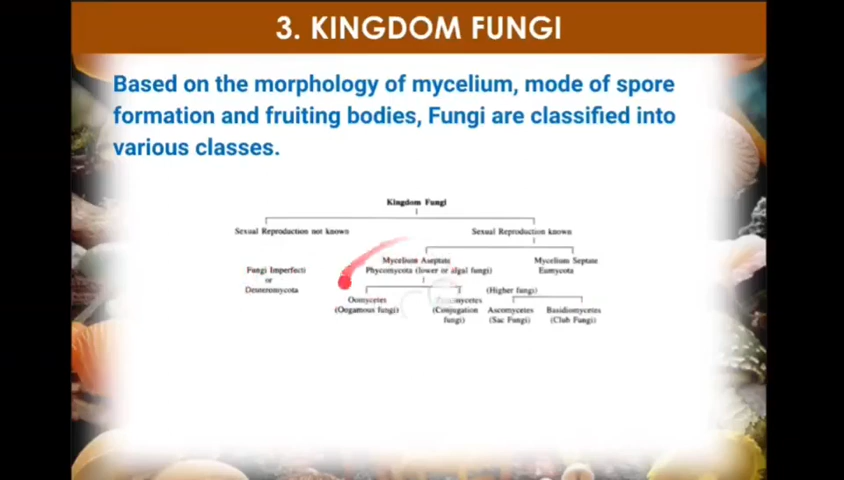 3. KINGDOM FUNGI
Based on the morphology of mycelium, mode of spore
formation and fruiting bodies, Fungi are classified into
various classes.
Kingdom Fungi
Sexual Reproduction not known
Sexual Reproduction known
Mycelium Aseptate
Phycomycota (lower or algal fungi)
Mycelium Septate
Eumycota
Fungi Imperfecti
or
Deuteromycota
(Higher fungi)
Oomycetes
(Oogamous fungi)
(Conjugation
fungi)
Ascomycetes
(Sac Fungi)
Basidiomycetes
(Club Fungi)